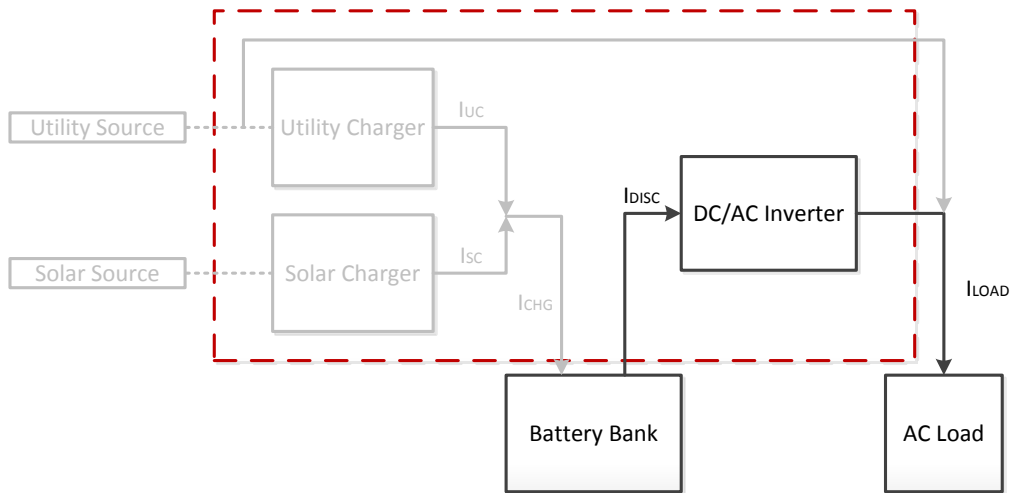 Utility Source
Utility Charger
IUC
IDISC
DC/AC Inverter
Solar Source
Solar Charger
ISC
ICHG
ILOAD
Battery Bank
AC Load